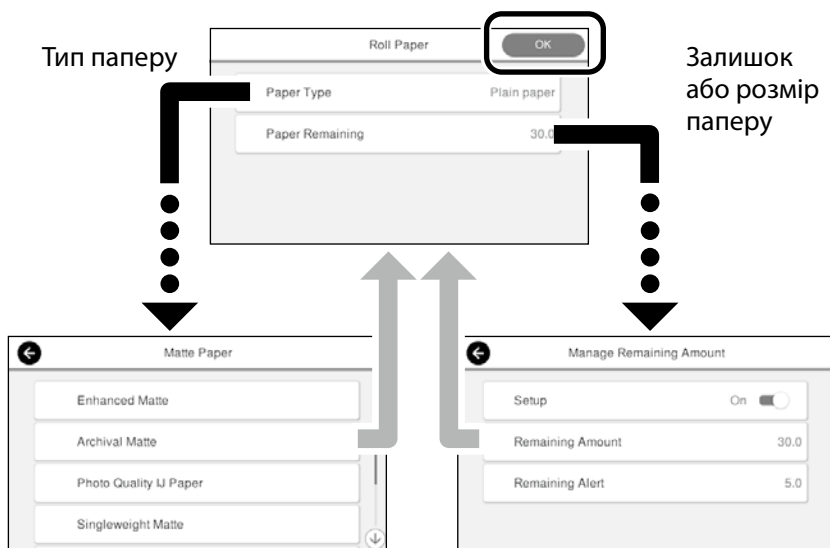 Тип паперу
Roll Paper
OK
Залишок
або розмір
паперу
Paper Type
Plain paper
Paper Remaining
30.0
Matte Paper
Enhanced Matte
Archival Matte
Photo Quality IJ Paper
Singleweight Matte
Manage Remaining Amount
Setup
On
Remaining Amount
30.0
Remaining Alert
5.0